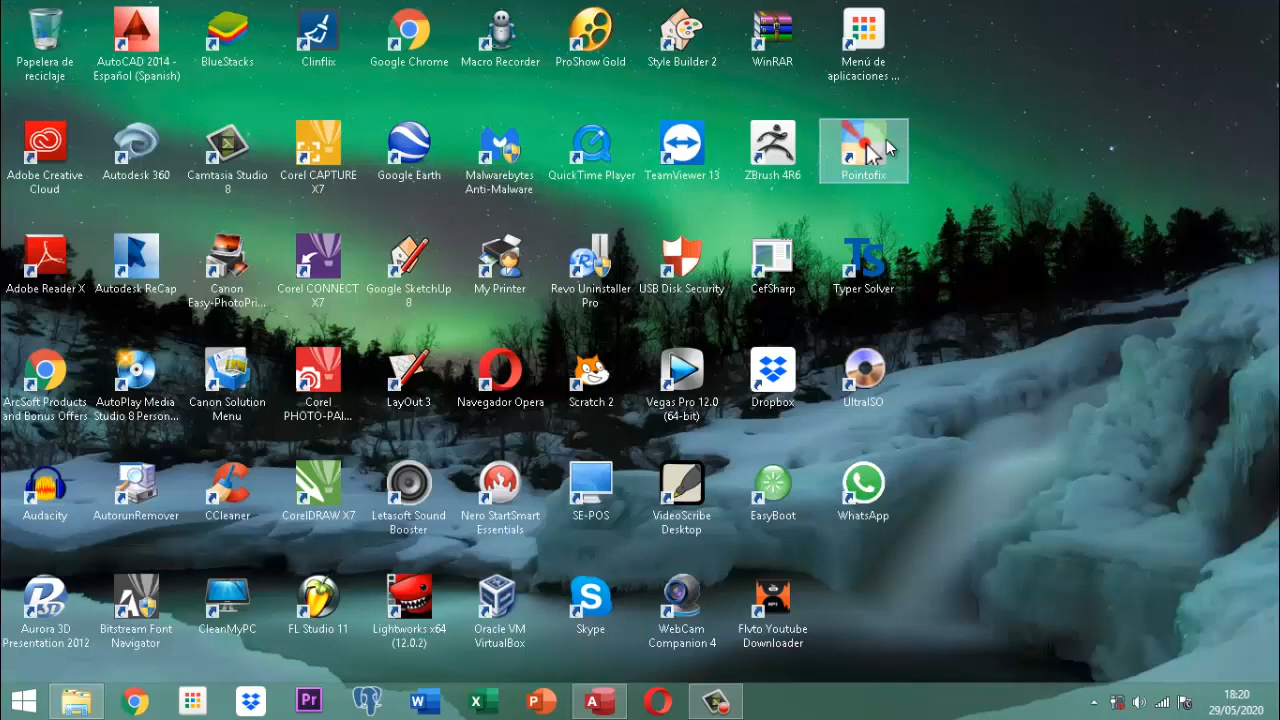 Papelera de
reciclaje
AutoCAD 2014 -
Español (Spanish)
BlueStacks
Clinflix
Google Chrome
Macro Recorder
ProShow Gold
Style Builder 2
WinRAR
Menú de
aplicaciones ...
Adobe Creative
Cloud
Autodesk 360
Camtasia Studio
8
Corel CAPTURE
X7
Google Earth
Malwarebytes
Anti-Malware
QuickTime Player
TeamViewer 13
ZBrush 4R6
Pointofix
Adobe Reader X
Autodesk ReCap
Canon
Easy-PhotoPri...
Corel CONNECT
X7
Google SketchUp
8
My Printer
Revo Uninstaller
Pro
USB Disk Security
CefSharp
TS
Typer Solver
ArcSoft Products
and Bonus Offers
AutoPlay Media
Studio 8 Person...
Canon Solution
Menu
Corel
PHOTO-PAI...
LayOut 3
Navegador Opera
Scratch 2
Vegas Pro 12.0
(64-bit)
Dropbox
UltraISO
Audacity
AutorunRemover
CCleaner
CorelDRAW X7
Letasoft Sound
Booster
Nero StartSmart
Essentials
SE-POS
VideoScribe
Desktop
EasyBoot
WhatsApp
Aurora 3D
Presentation 2012
Bitstream Font
Navigator
CleanMyPC
FL Studio 11
Lightworks x64
(12.0.2)
Oracle VM
VirtualBox
Skype
WebCam
Companion 4
Flvto Youtube
Downloader
Pr
W
X
P
A
18:20
29/05/2020